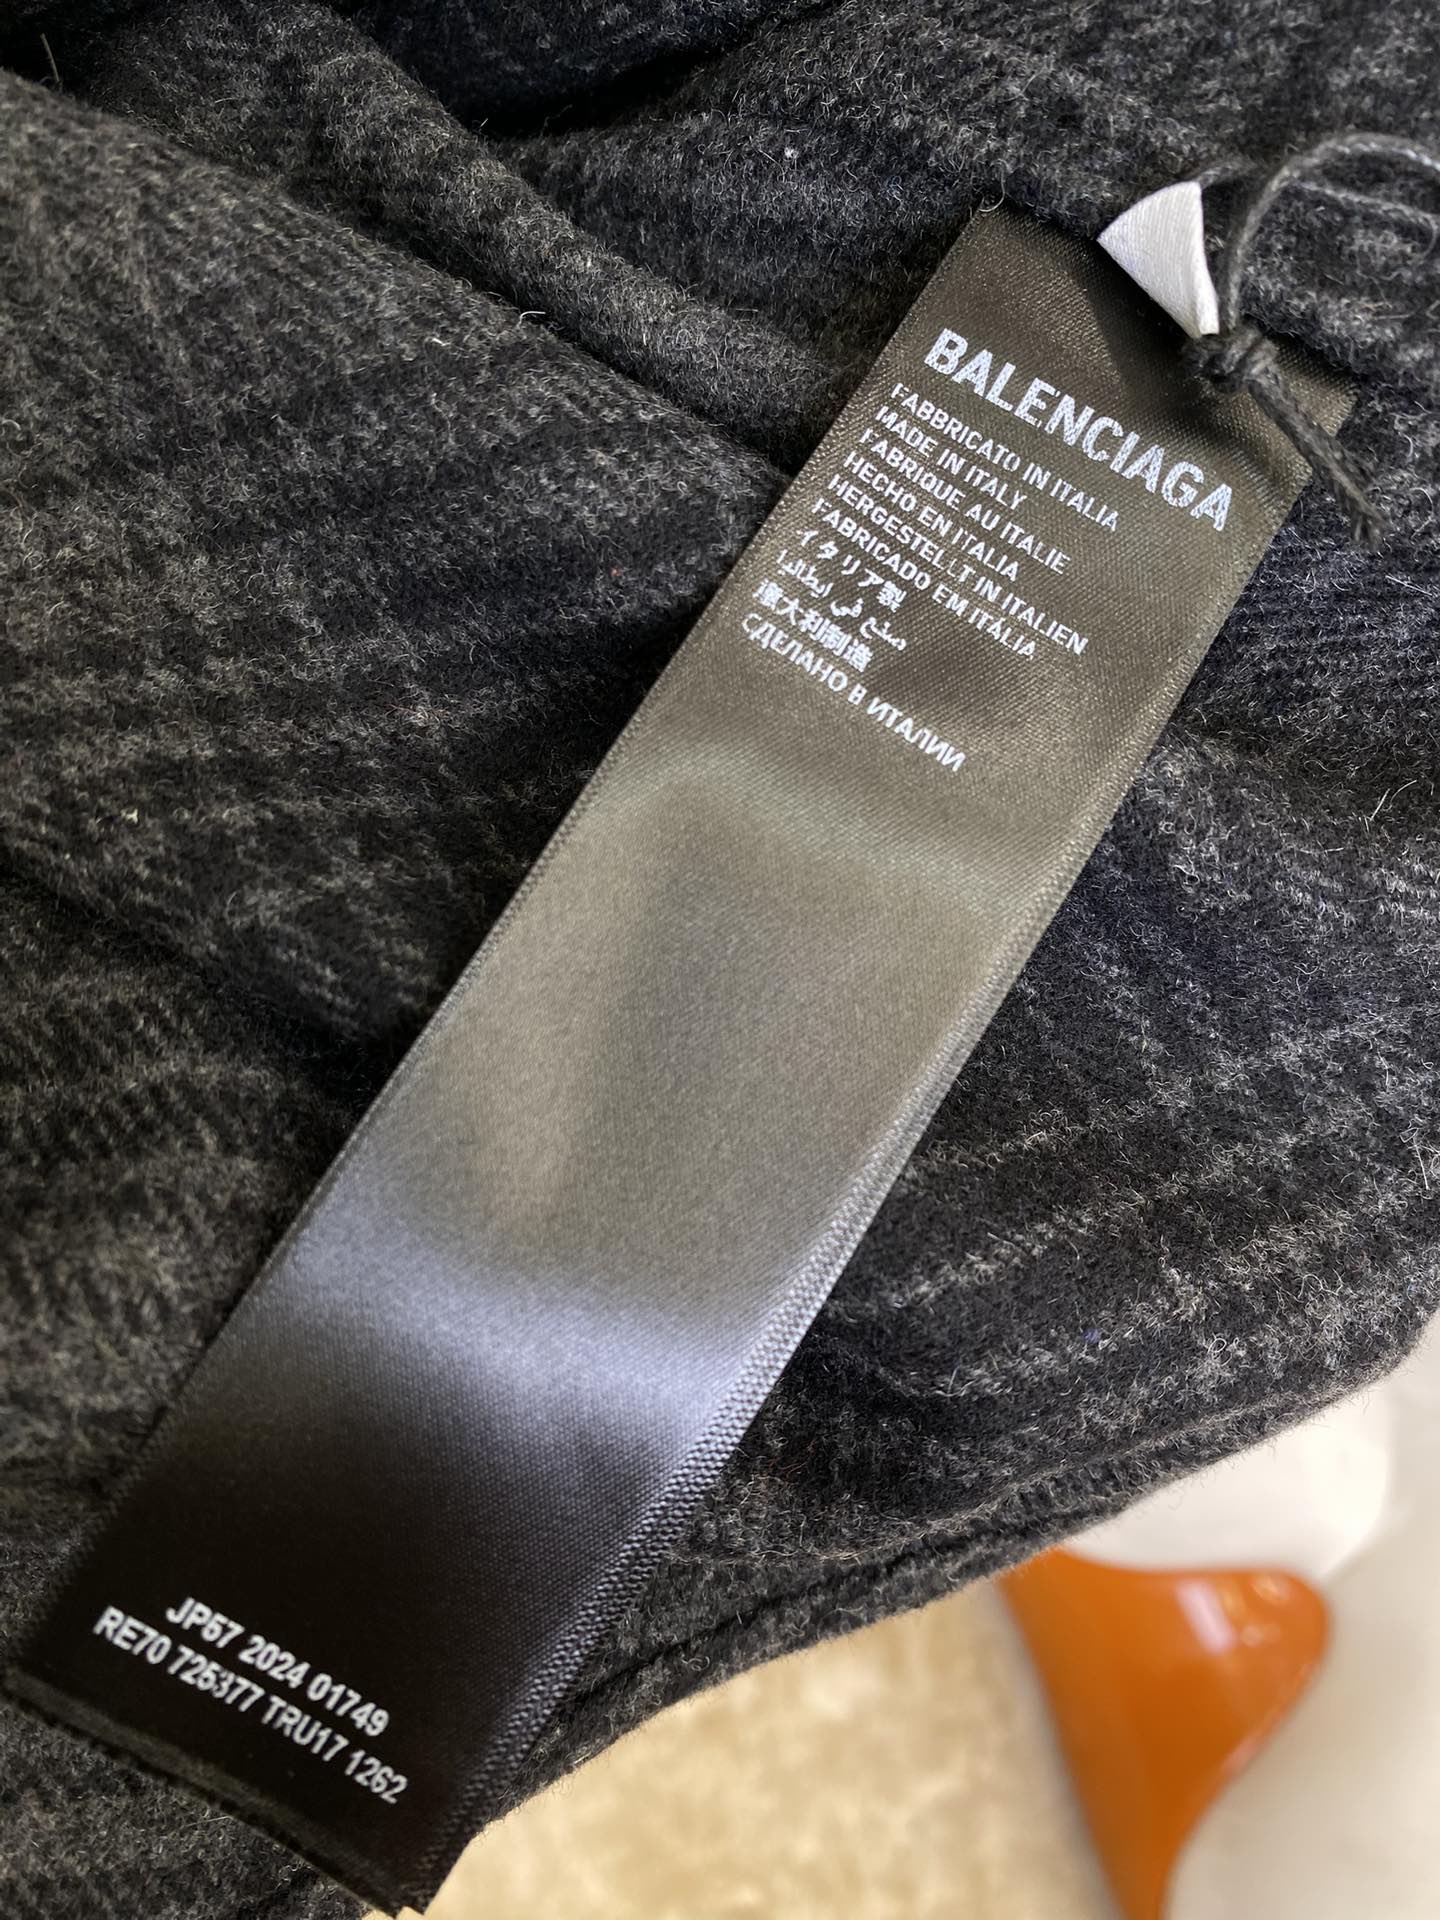 BALENCIAGA
FABBRICATO IN ITALIA
MADE IN ITALY
FABRIQUE AU ITALIE
HECHO EN ITALIA
HERGESTELLT IN ITALIEN
FABRICADO EM ITÁLIA
イタリア製
صنع في إيطاليا
意大利制造
СДЕЛАНО В ИТАЛИИ
JP57 2024 01749
RE70 725377 TRU17 1262